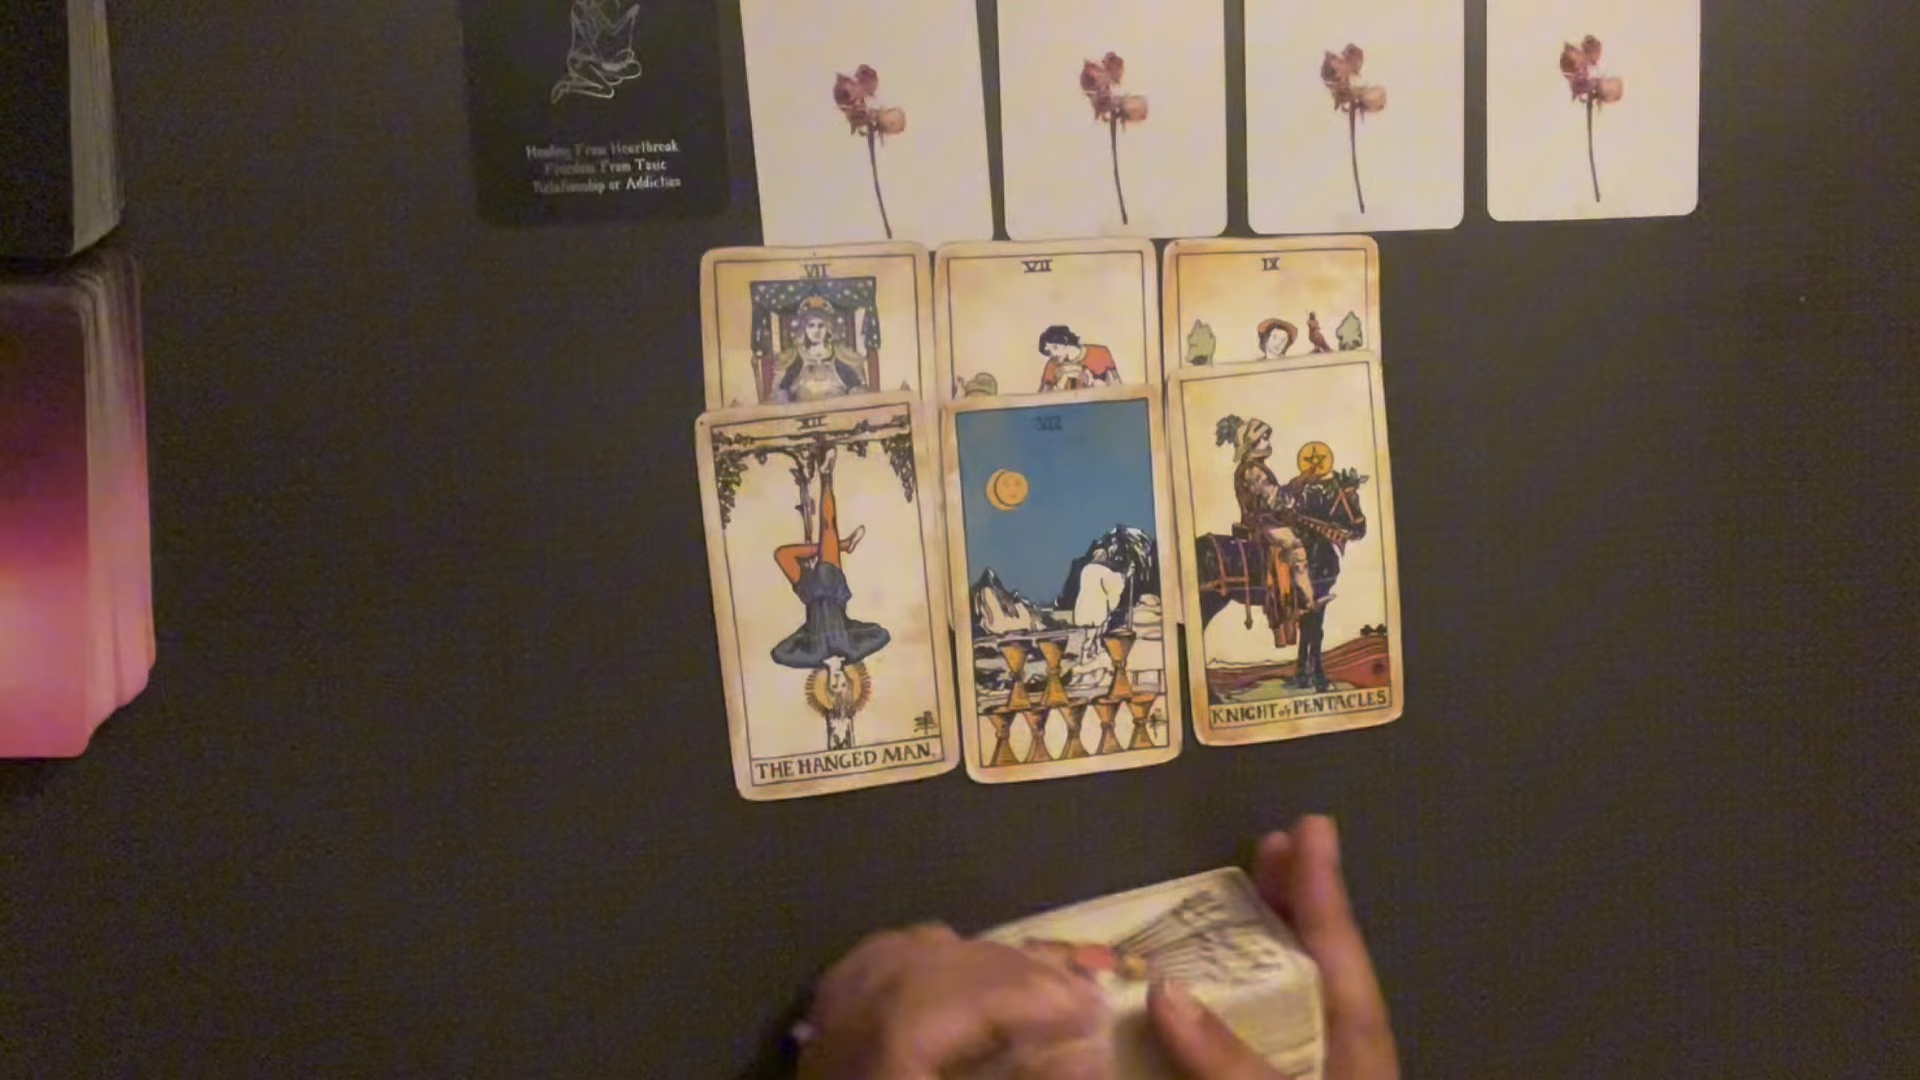 Healing From Heartbreak
Freedom From Toxic
Relationship or Addiction
VII
VII
IX
XII
THE HANGED MAN.
KNIGHT of PENTACLES